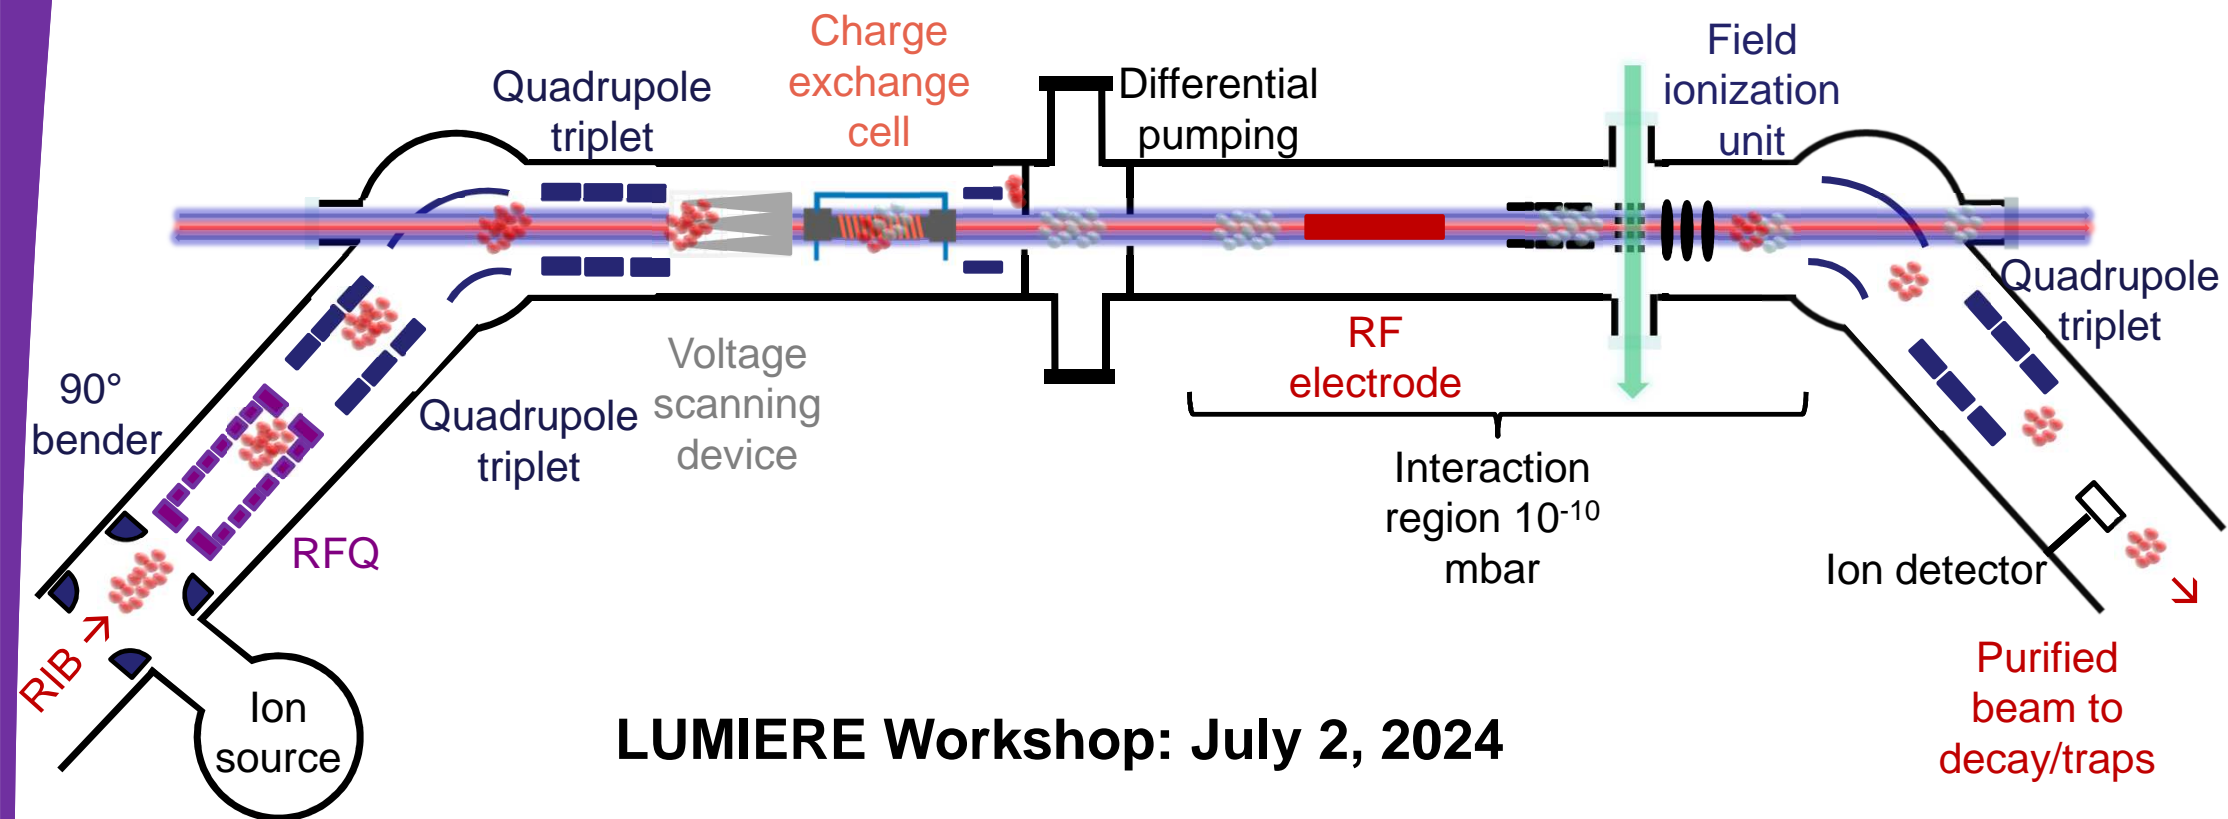 Charge
exchange
cell
Field
ionization
unit
Quadrupole
triplet
Differential
pumping
Quadrupole
triplet
90°
bender
Voltage
scanning
device
RF
electrode
Quadrupole
triplet
Interaction
region 10⁻¹⁰
mbar
RFQ
Ion detector
RIB
Ion
source
Purified
beam to
decay/traps
LUMIERE Workshop: July 2, 2024